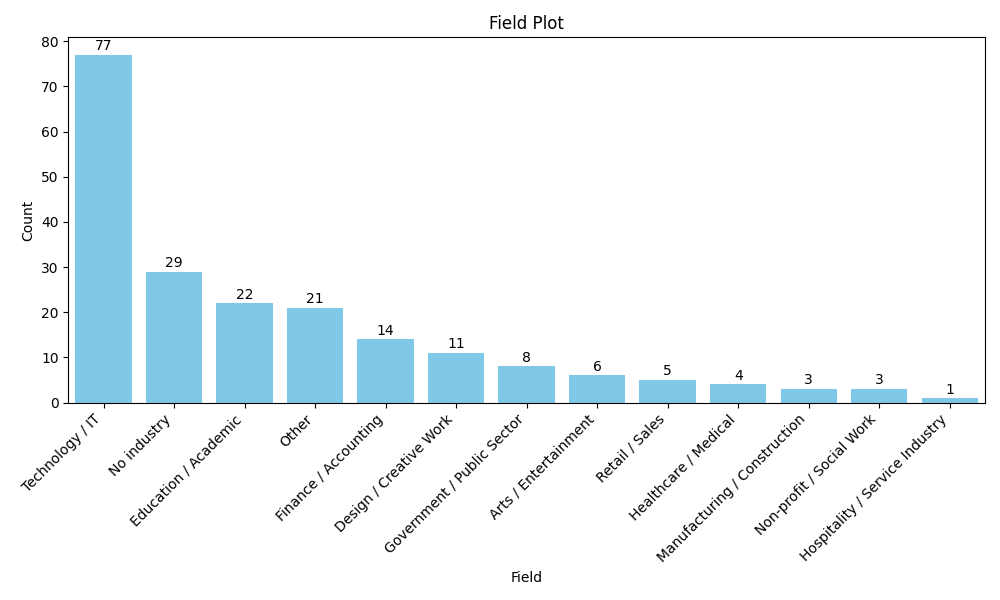 Field Plot
80
70
60
50
40
30
20
10
0
Count
77
29
22
21
14
11
8
6
5
4
3
3
1
Technology / IT
No industry
Education / Academic
Other
Finance / Accounting
Design / Creative Work
Government / Public Sector
Arts / Entertainment
Retail / Sales
Healthcare / Medical
Manufacturing / Construction
Non-profit / Social Work
Hospitality / Service Industry
Field